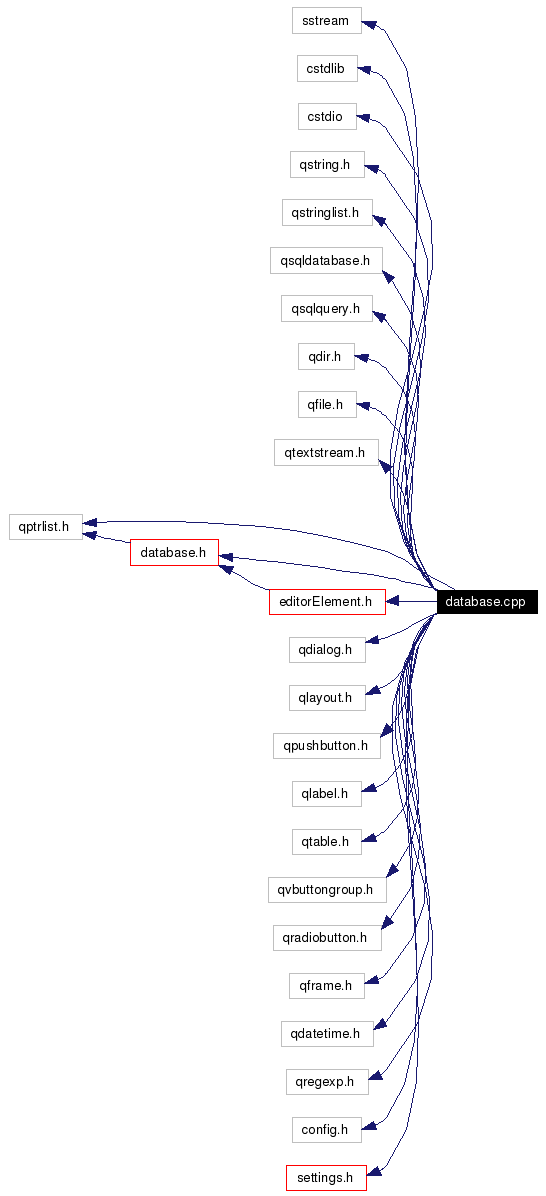 sstream
cstdlib
cstdio
qstring.h
qstringlist.h
qsqldatabase.h
qsqlquery.h
qdir.h
qfile.h
qtextstream.h
qptrlist.h
database.h
editorElement.h
database.cpp
qdialog.h
qlayout.h
qpushbutton.h
qlabel.h
qtable.h
qvbuttongroup.h
qradiobutton.h
qframe.h
qdatetime.h
qregexp.h
config.h
settings.h